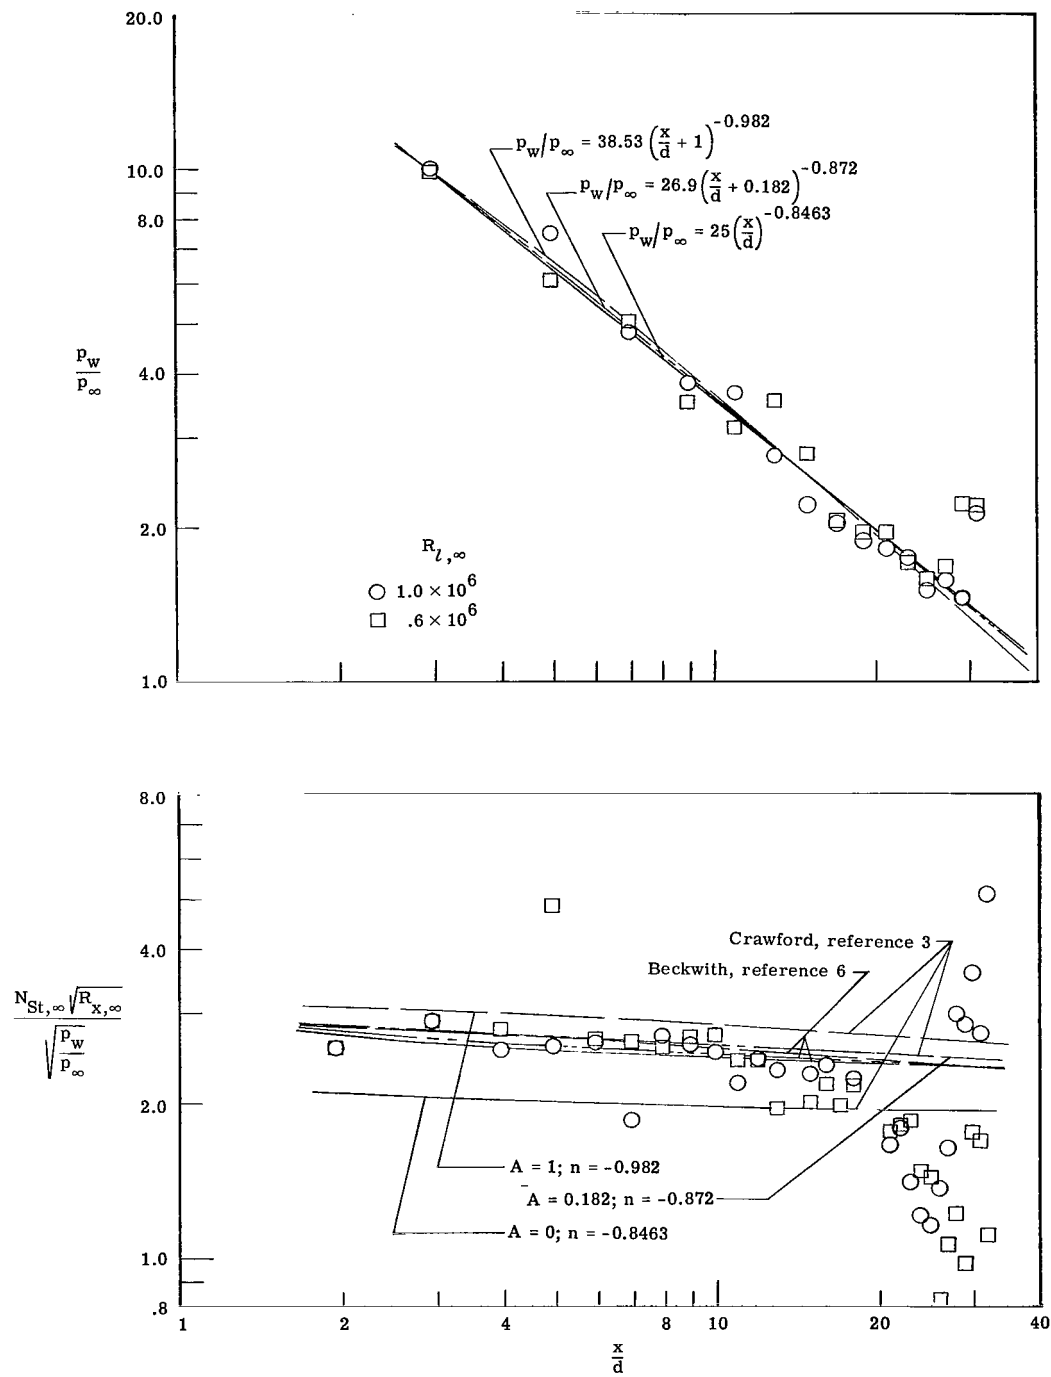 20.0
10.0
8.0
4.0
2.0
1.0
p_w/p_∞
p_w/p_∞ = 38.53 (x/d + 1)^-0.982
p_w/p_∞ = 26.9 (x/d + 0.182)^-0.872
p_w/p_∞ = 25 (x/d)^-0.8463
R_l,∞
1.0 × 10^6
.6 × 10^6
8.0
4.0
2.0
1.0
.8
N_St,∞ √R_x,∞ / √(p_w/p_∞)
Crawford, reference 3
Beckwith, reference 6
A = 1; n = -0.982
A = 0.182; n = -0.872
A = 0; n = -0.8463
1 2 4 8 10 20 40
x/d